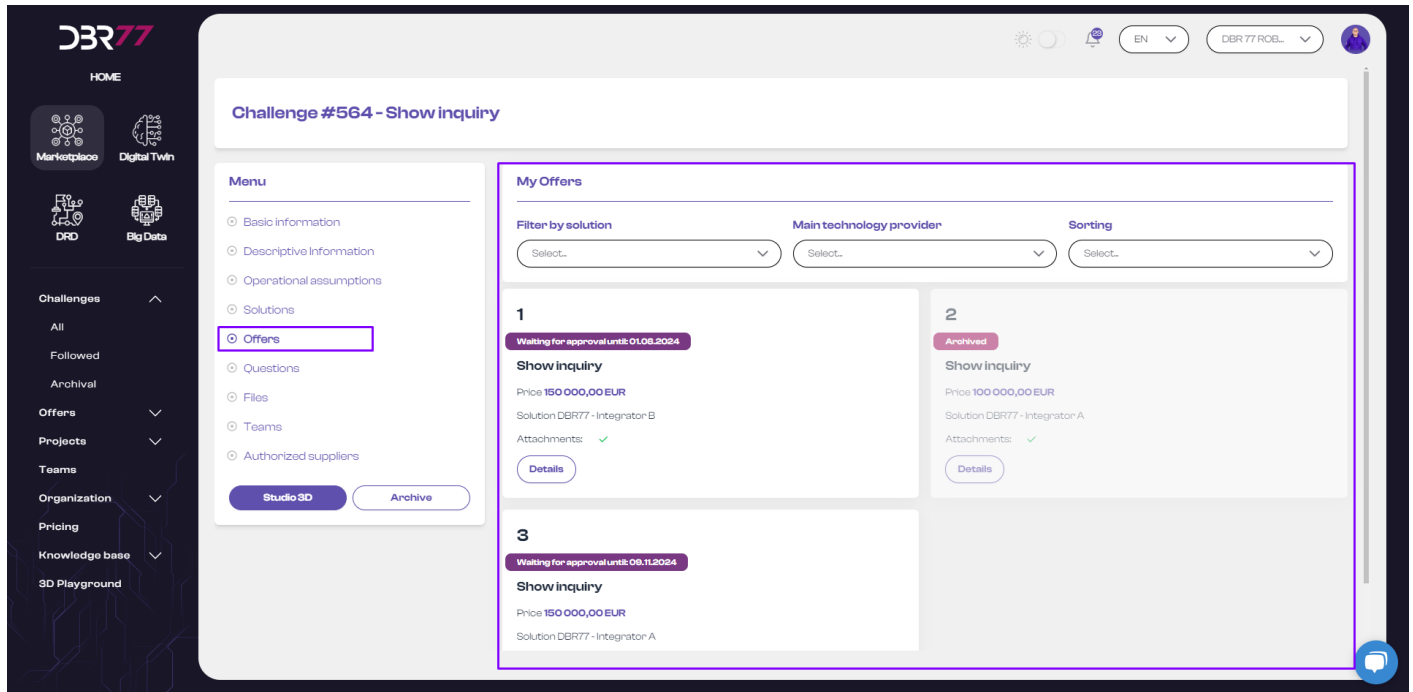 DBR77
HOME
Marketplace
Digital Twin
DRD
Big Data
Challenges
All
Followed
Archival
Offers
Projects
Teams
Organization
Pricing
Knowledge base
3D Playground
23
EN
DBR 77 ROB...
Challenge #564 - Show inquiry
Menu
Basic information
Descriptive Information
Operational assumptions
Solutions
Offers
Questions
Files
Teams
Authorized suppliers
Studio 3D
Archive
My Offers
Filter by solution
Main technology provider
Sorting
Select...
Select...
Select...
1
Waiting for approval until: 01.08.2024
Show inquiry
Price 150 000,00 EUR
Solution DBR77 - Integrator B
Attachments:
Details
2
Archived
Show inquiry
Price 100 000,00 EUR
Solution DBR77 - Integrator A
Attachments:
Details
3
Waiting for approval until: 09.11.2024
Show inquiry
Price 150 000,00 EUR
Solution DBR77 - Integrator A